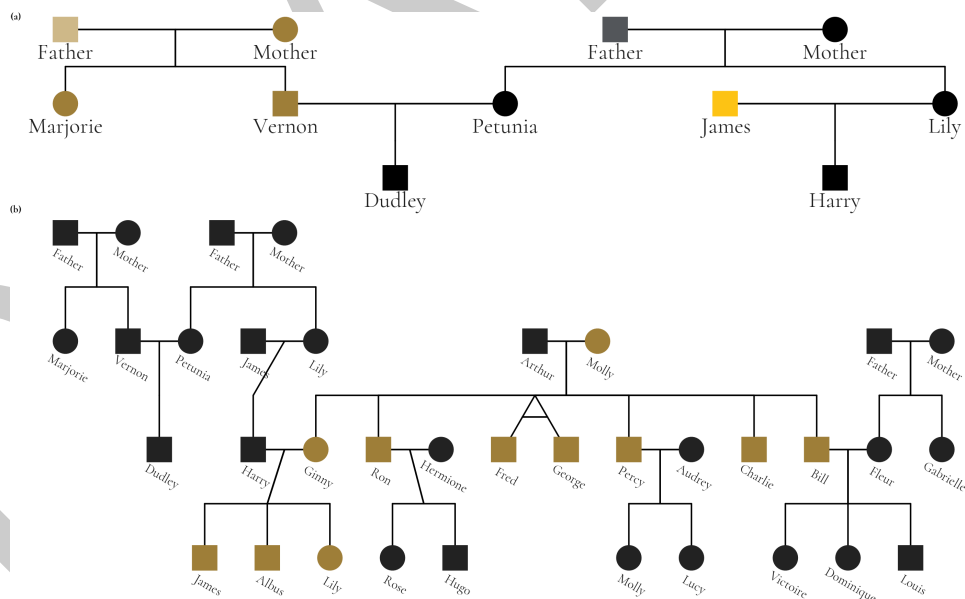 (a)
Father
Mother
Father
Mother
Marjorie
Vernon
Petunia
James
Lily
Dudley
Harry
(b)
Father
Mother
Father
Mother
Marjorie
Vernon
Petunia
James
Lily
Arthur
Molly
Father
Mother
Dudley
Harry
Ginny
Ron
Hermione
Fred
George
Percy
Audrey
Charlie
Bill
Fleur
Gabrielle
James
Albus
Lily
Rose
Hugo
Molly
Lucy
Victoire
Dominique
Louis